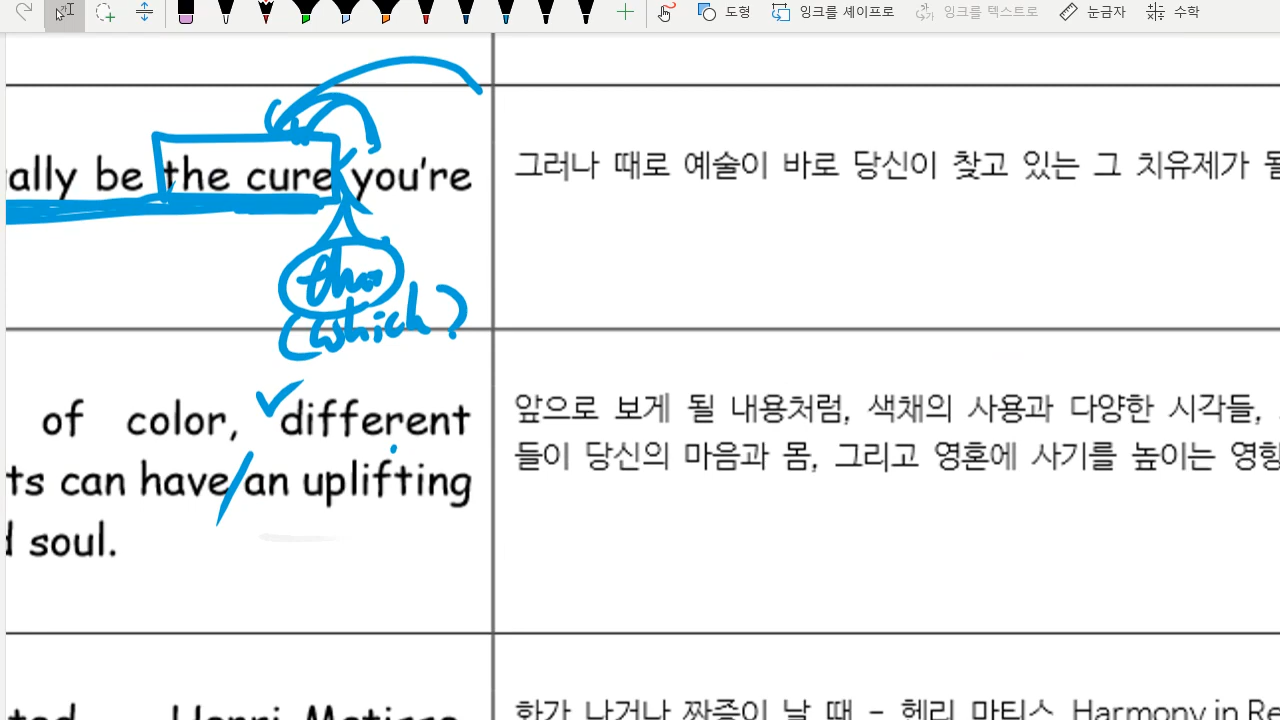 도형 잉크를 셰이프로 잉크를 텍스트로 눈금자 수학
ally be the cure you're
그러나 때로 예술이 바로 당신이 찾고 있는 그 치유제가 될
that
(which?
of color, different
ts can have an uplifting
soul.
앞으로 보게 될 내용처럼, 색채의 사용과 다양한 시각들,
들이 당신의 마음과 몸, 그리고 영혼에 사기를 높이는 영향
Henri Matisse
화가 나거나 짜증이 날 때 – 헨리 마티스 Harmony in Re